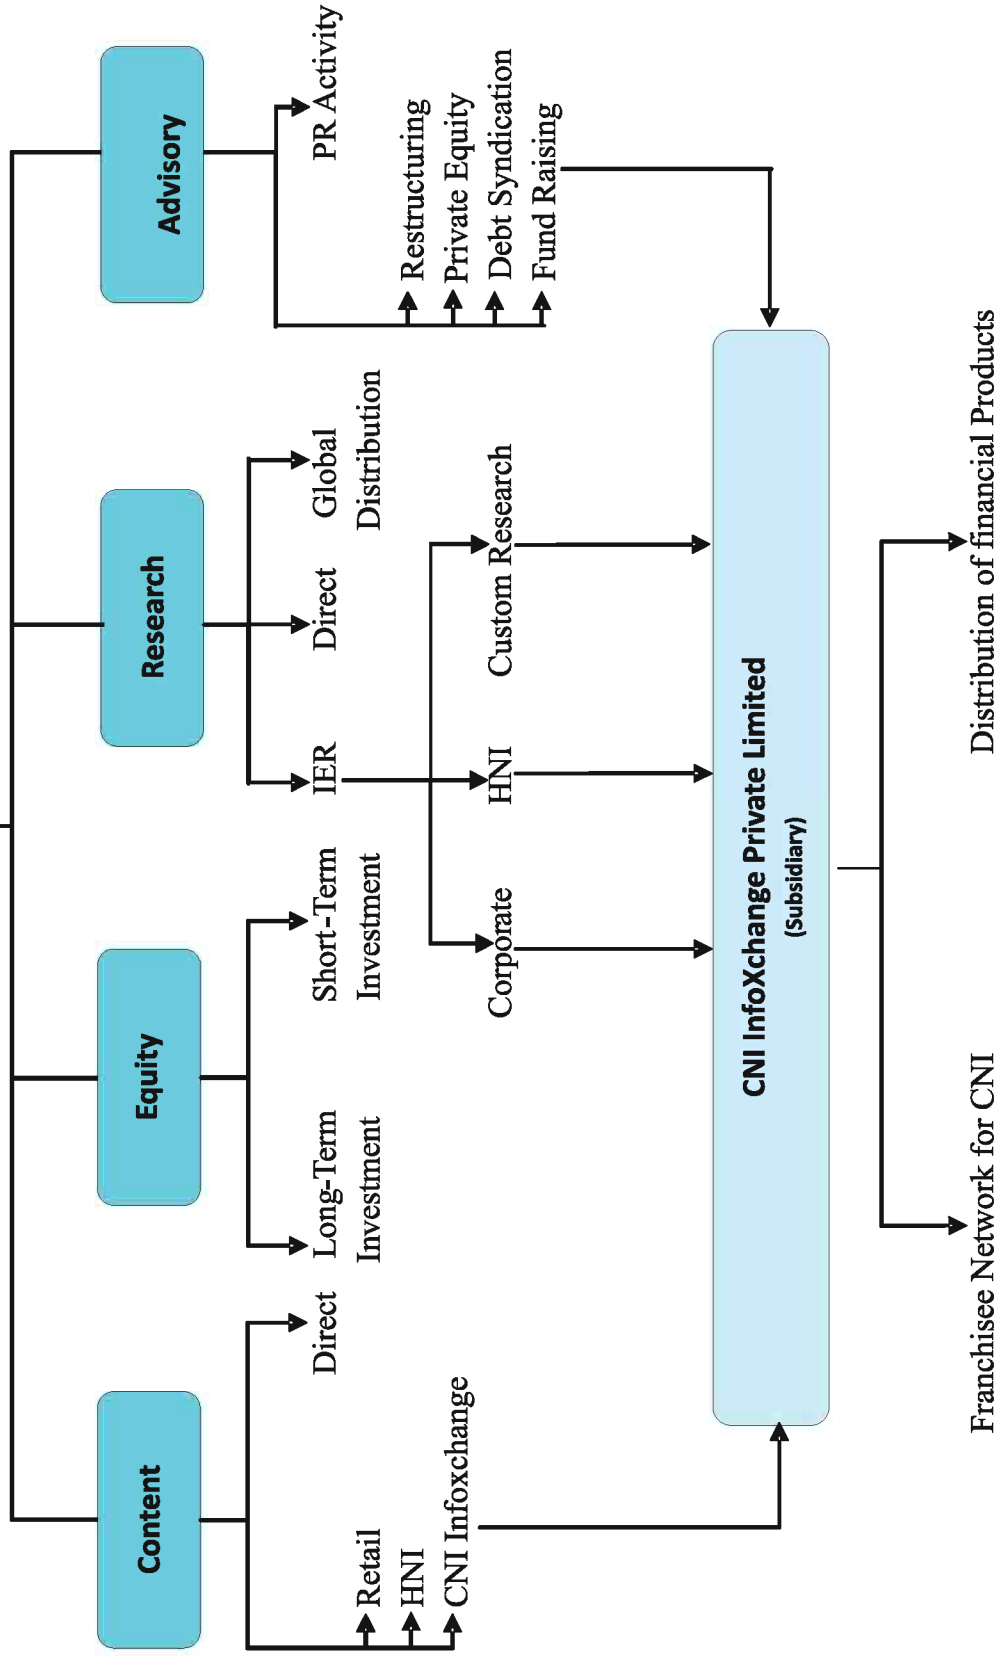 Content
Equity
Research
Advisory
Direct
Long-Term
Investment
Short-Term
Investment
IER
Direct
Global
Distribution
PR Activity
Retail
HNI
CNI Infoxchange
Restructuring
Private Equity
Debt Syndication
Fund Raising
Corporate
HNI
Custom Research
CNI InfoXchange Private Limited
(Subsidiary)
Franchisee Network for CNI
Distribution of financial Products